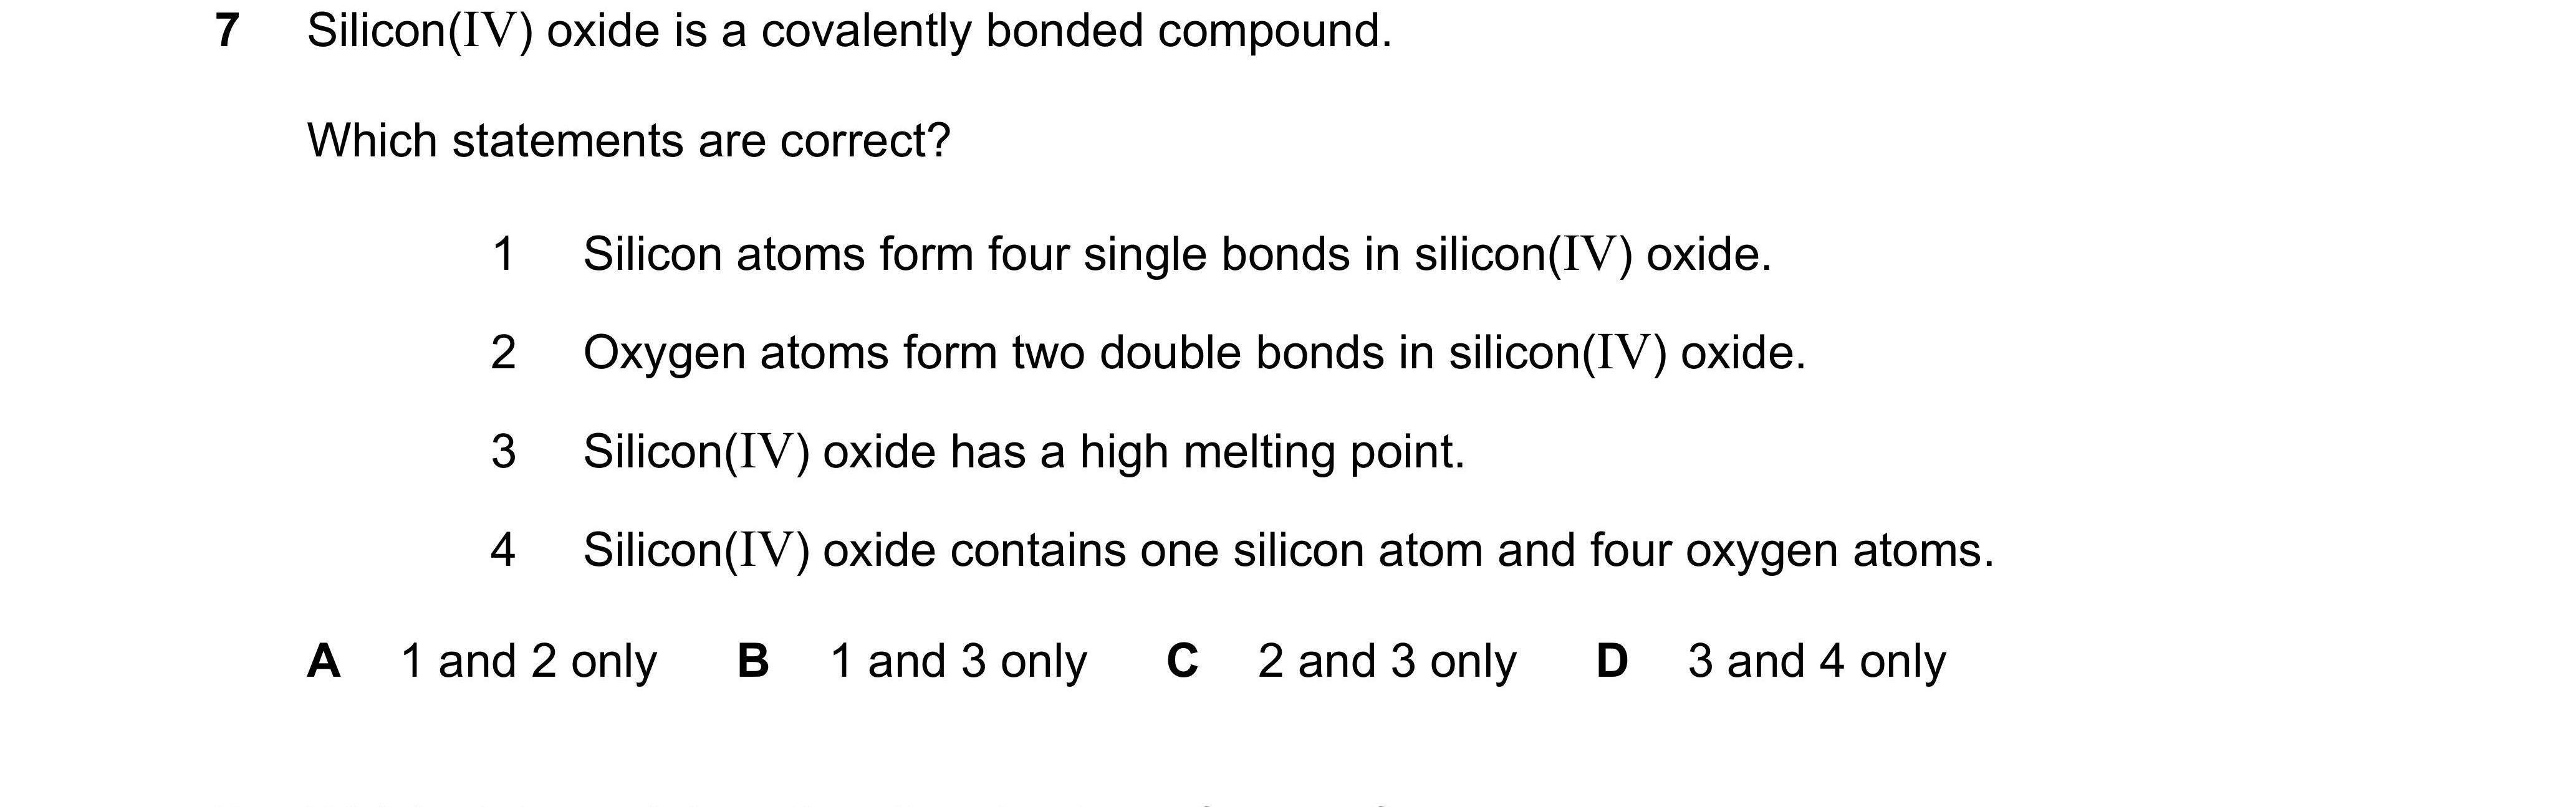 7 Silicon(IV) oxide is a covalently bonded compound.
Which statements are correct?
1 Silicon atoms form four single bonds in silicon(IV) oxide.
2 Oxygen atoms form two double bonds in silicon(IV) oxide.
3 Silicon(IV) oxide has a high melting point.
4 Silicon(IV) oxide contains one silicon atom and four oxygen atoms.
A 1 and 2 only B 1 and 3 only C 2 and 3 only D 3 and 4 only